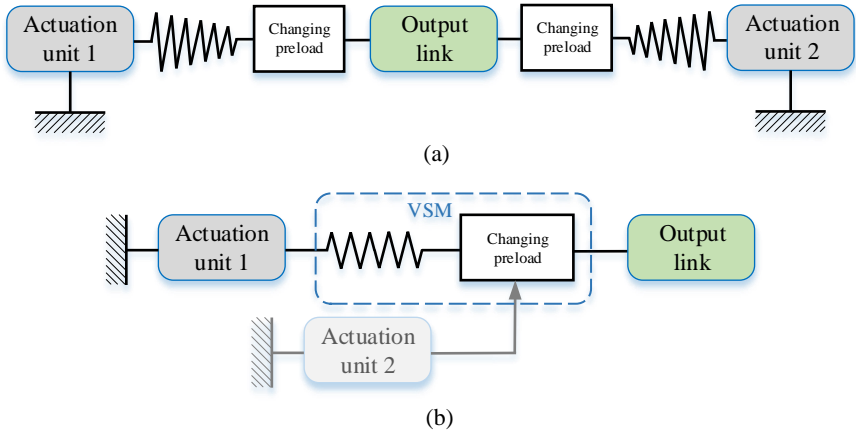 Actuation
unit 1
Changing
preload
Output
link
Changing
preload
Actuation
unit 2
(a)
VSM
Actuation
unit 1
Changing
preload
Output
link
Actuation
unit 2
(b)